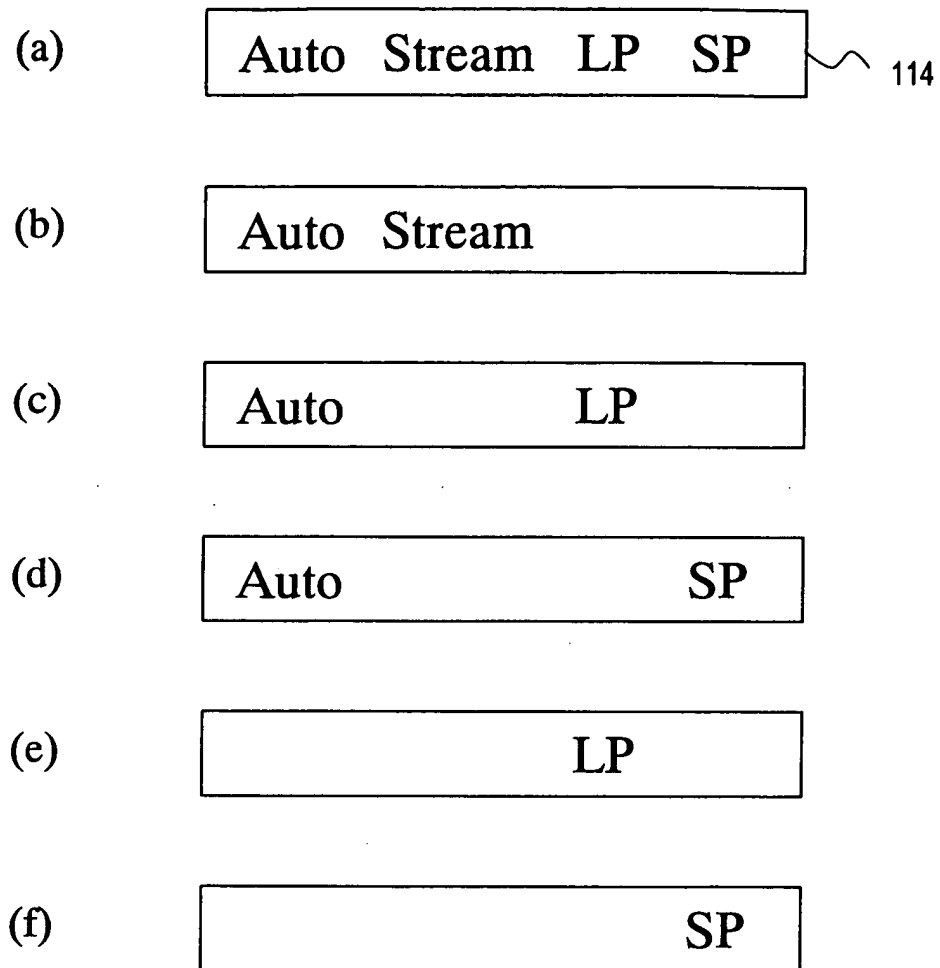 (a) Auto Stream LP SP 114
(b) Auto Stream
(c) Auto LP
(d) Auto SP
(e) LP
(f) SP